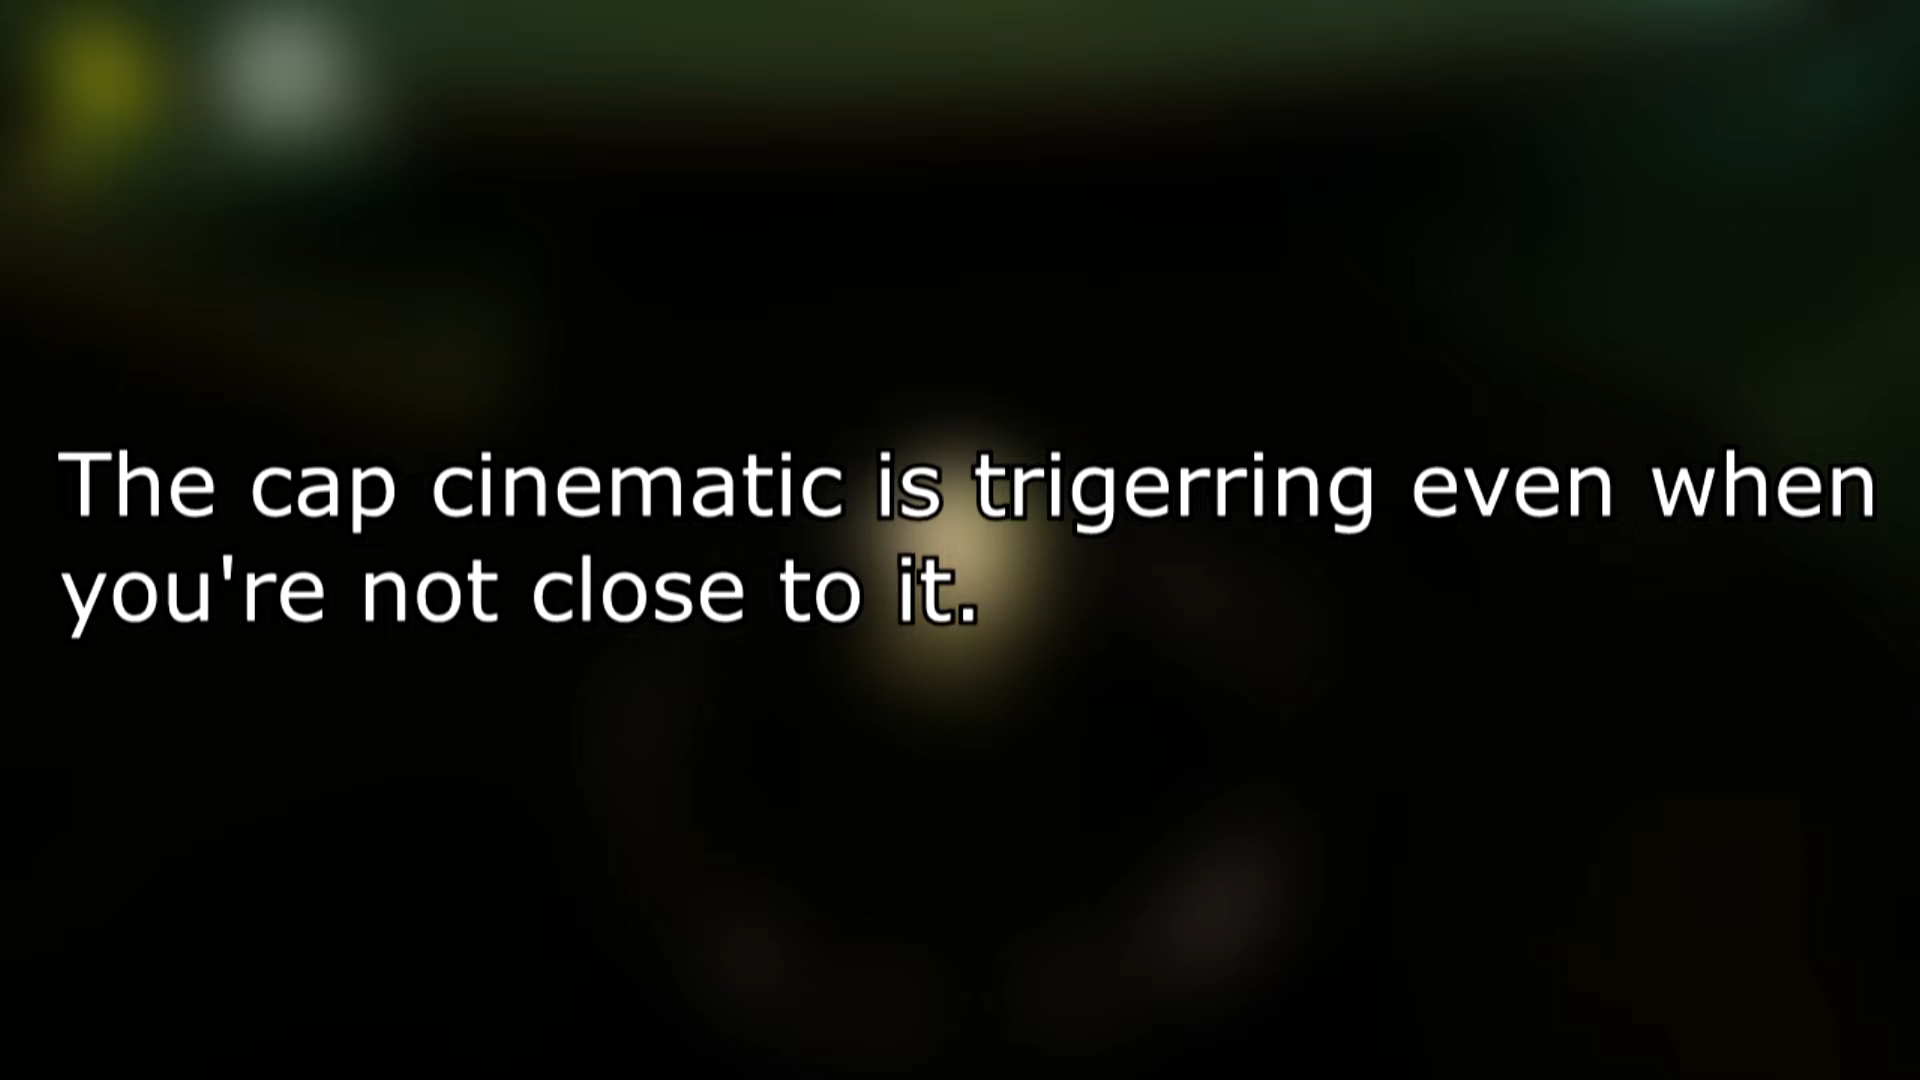 The cap cinematic is trigerring even when
you're not close to it.